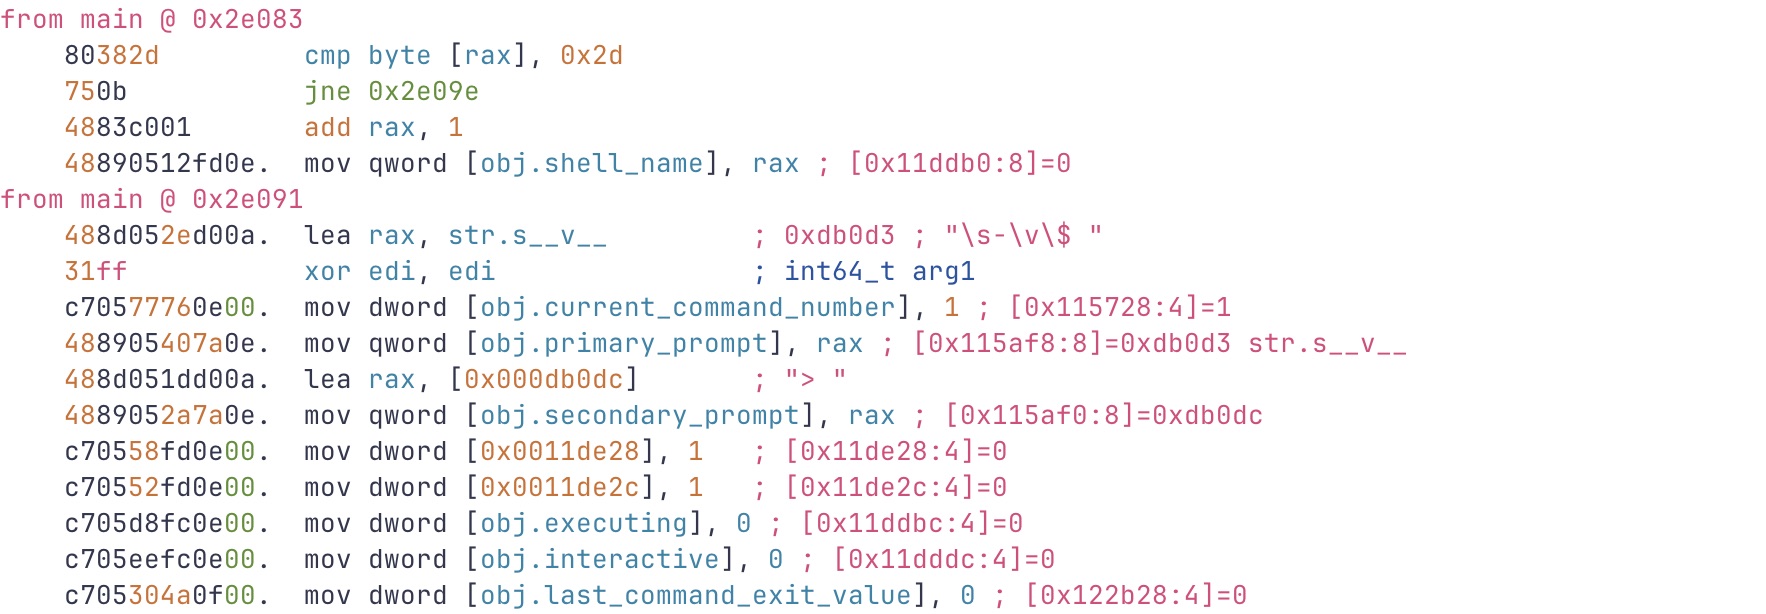 from main @ 0x2e083
    80382d         cmp byte [rax], 0x2d
    750b           jne 0x2e09e
    4883c001       add rax, 1
    48890512fd0e.  mov qword [obj.shell_name], rax ; [0x11ddb0:8]=0
from main @ 0x2e091
    488d052ed00a.  lea rax, str.s__v__         ; 0xdb0d3 ; "\s-\v\$ "
    31ff           xor edi, edi                ; int64_t arg1
    c70577760e00.  mov dword [obj.current_command_number], 1 ; [0x115728:4]=1
    488905407a0e.  mov qword [obj.primary_prompt], rax ; [0x115af8:8]=0xdb0d3 str.s__v__
    488d051dd00a.  lea rax, [0x000db0dc]       ; "> "
    4889052a7a0e.  mov qword [obj.secondary_prompt], rax ; [0x115af0:8]=0xdb0dc
    c70558fd0e00.  mov dword [0x0011de28], 1   ; [0x11de28:4]=0
    c70552fd0e00.  mov dword [0x0011de2c], 1   ; [0x11de2c:4]=0
    c705d8fc0e00.  mov dword [obj.executing], 0 ; [0x11ddbc:4]=0
    c705eefc0e00.  mov dword [obj.interactive], 0 ; [0x11dddc:4]=0
    c705304a0f00.  mov dword [obj.last_command_exit_value], 0 ; [0x122b28:4]=0